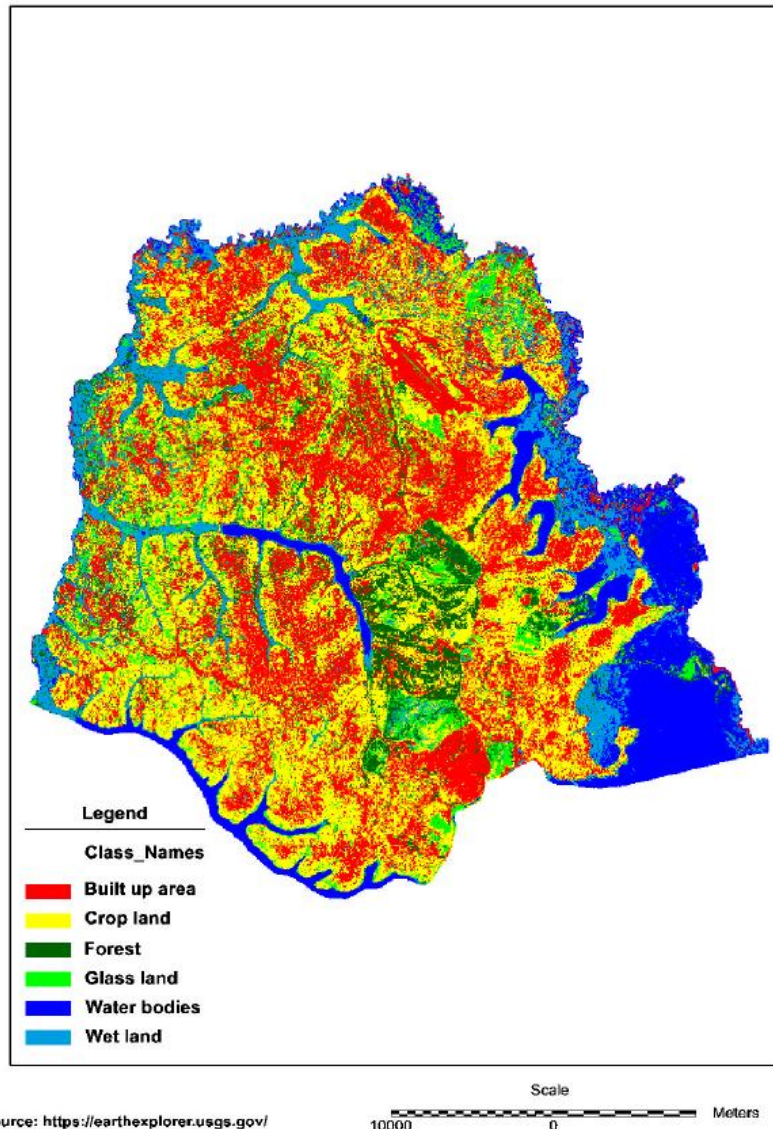 Legend
Class_Names
Built up area
Crop land
Forest
Glass land
Water bodies
Wet land
Scale
Meters
10000 0
ource: https://earthexplorer.usgs.gov/